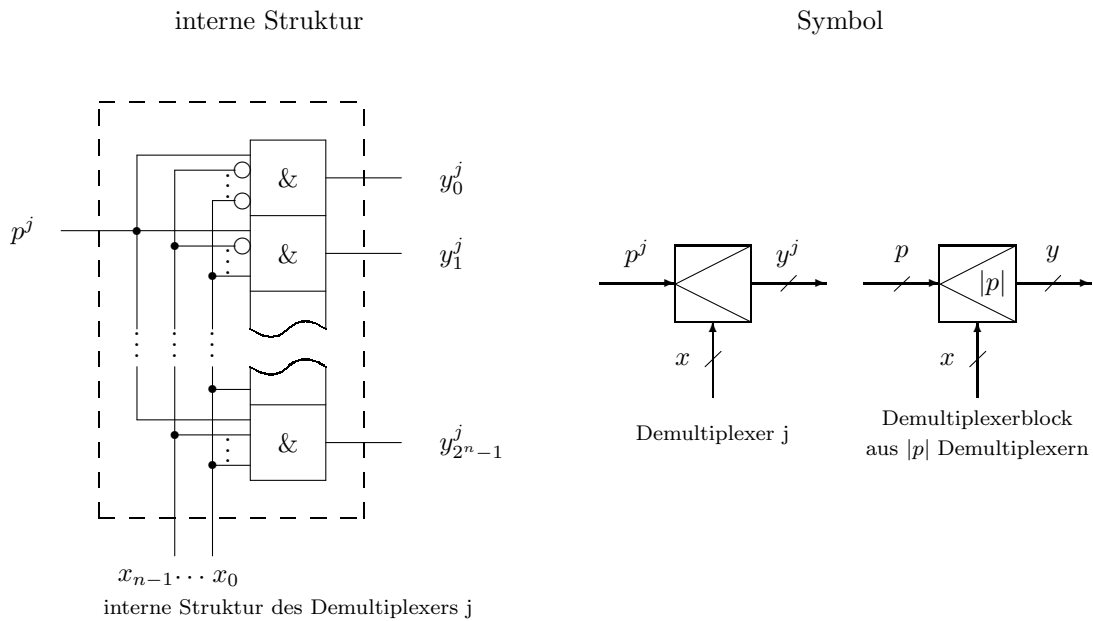 interne Struktur
Symbol
&
&
&
p^j
y_0^j
y_1^j
y_{2^n-1}^j
x_{n-1} ··· x_0
interne Struktur des Demultiplexers j
p^j
y^j
x
Demultiplexer j
p
|p|
y
x
Demultiplexerblock
aus |p| Demultiplexern